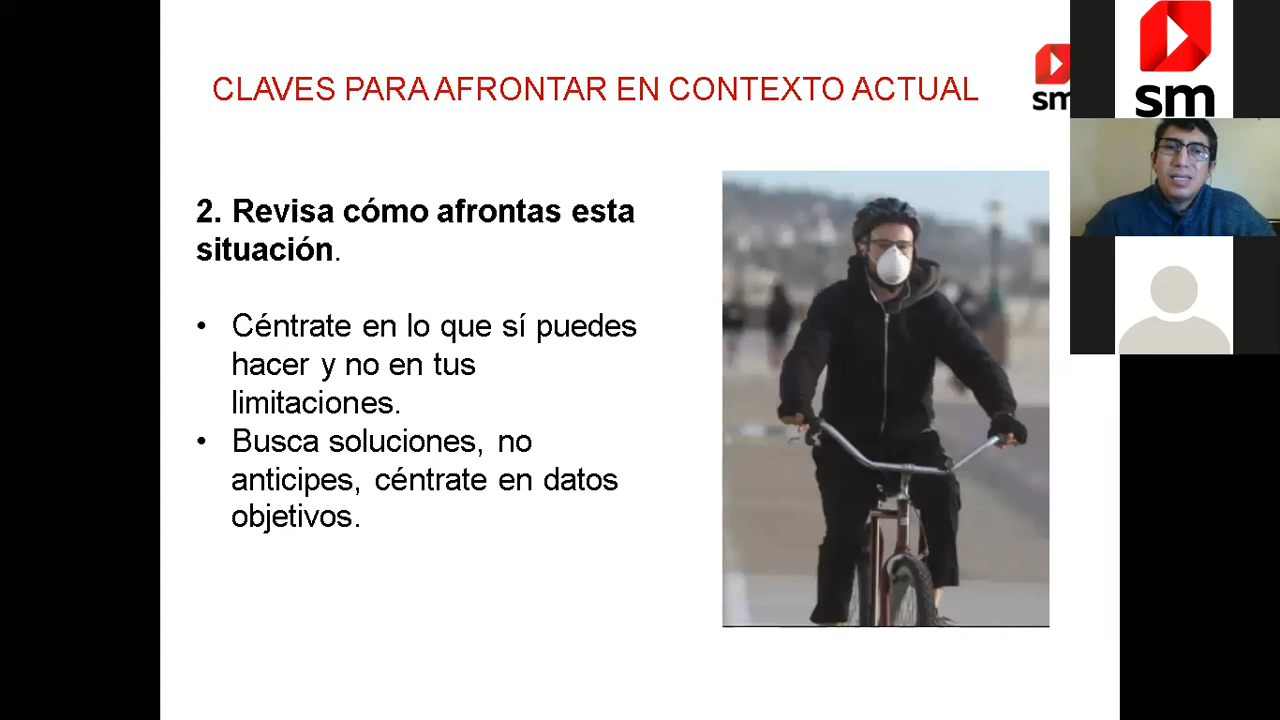 CLAVES PARA AFRONTAR EN CONTEXTO ACTUAL
sm
sm
2. Revisa cómo afrontas esta
situación.
• Céntrate en lo que sí puedes
hacer y no en tus
limitaciones.
• Busca soluciones, no
anticipes, céntrate en datos
objetivos.